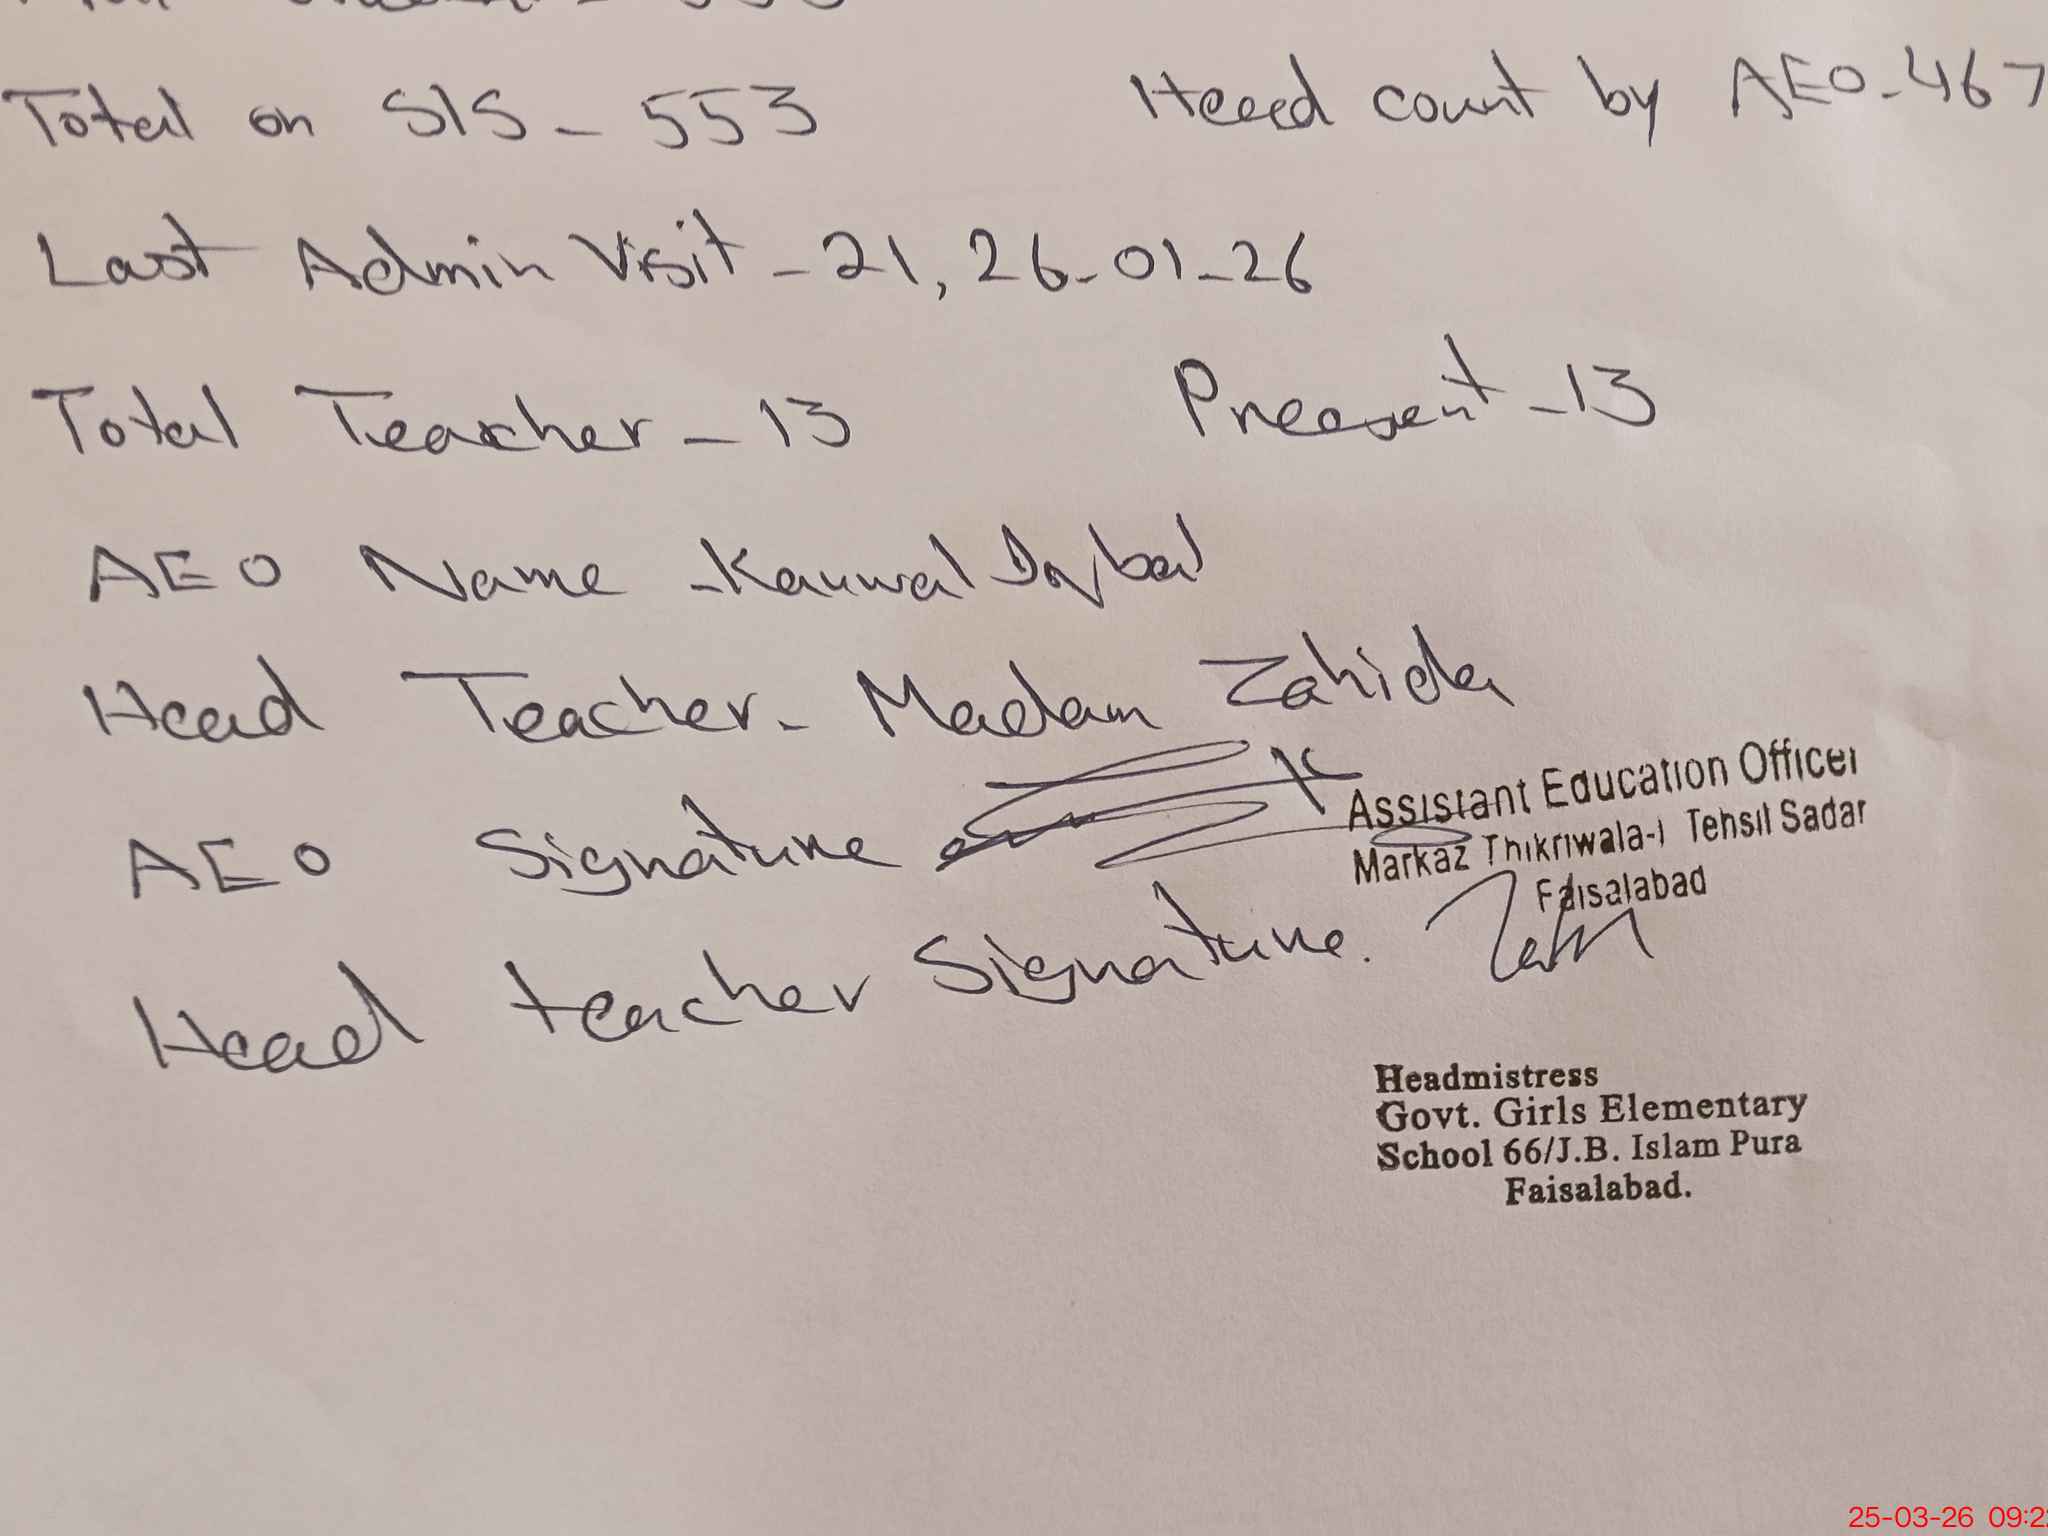 Total on SIS - 553 Head count by AEO - 467
Last Admin Visit - 21, 26-01-26
Total Teacher - 13 Present - 13
AEO Name - Kanwal Iqbal
Head Teacher - Madam Zahida
AEO Signature
Assistant Education Officer
Markaz Thikriwala-I Tehsil Sadar
Faisalabad
Head teacher Signature.
Headmistress
Govt. Girls Elementary
School 66/J.B. Islam Pura
Faisalabad.
25-03-26 09:2